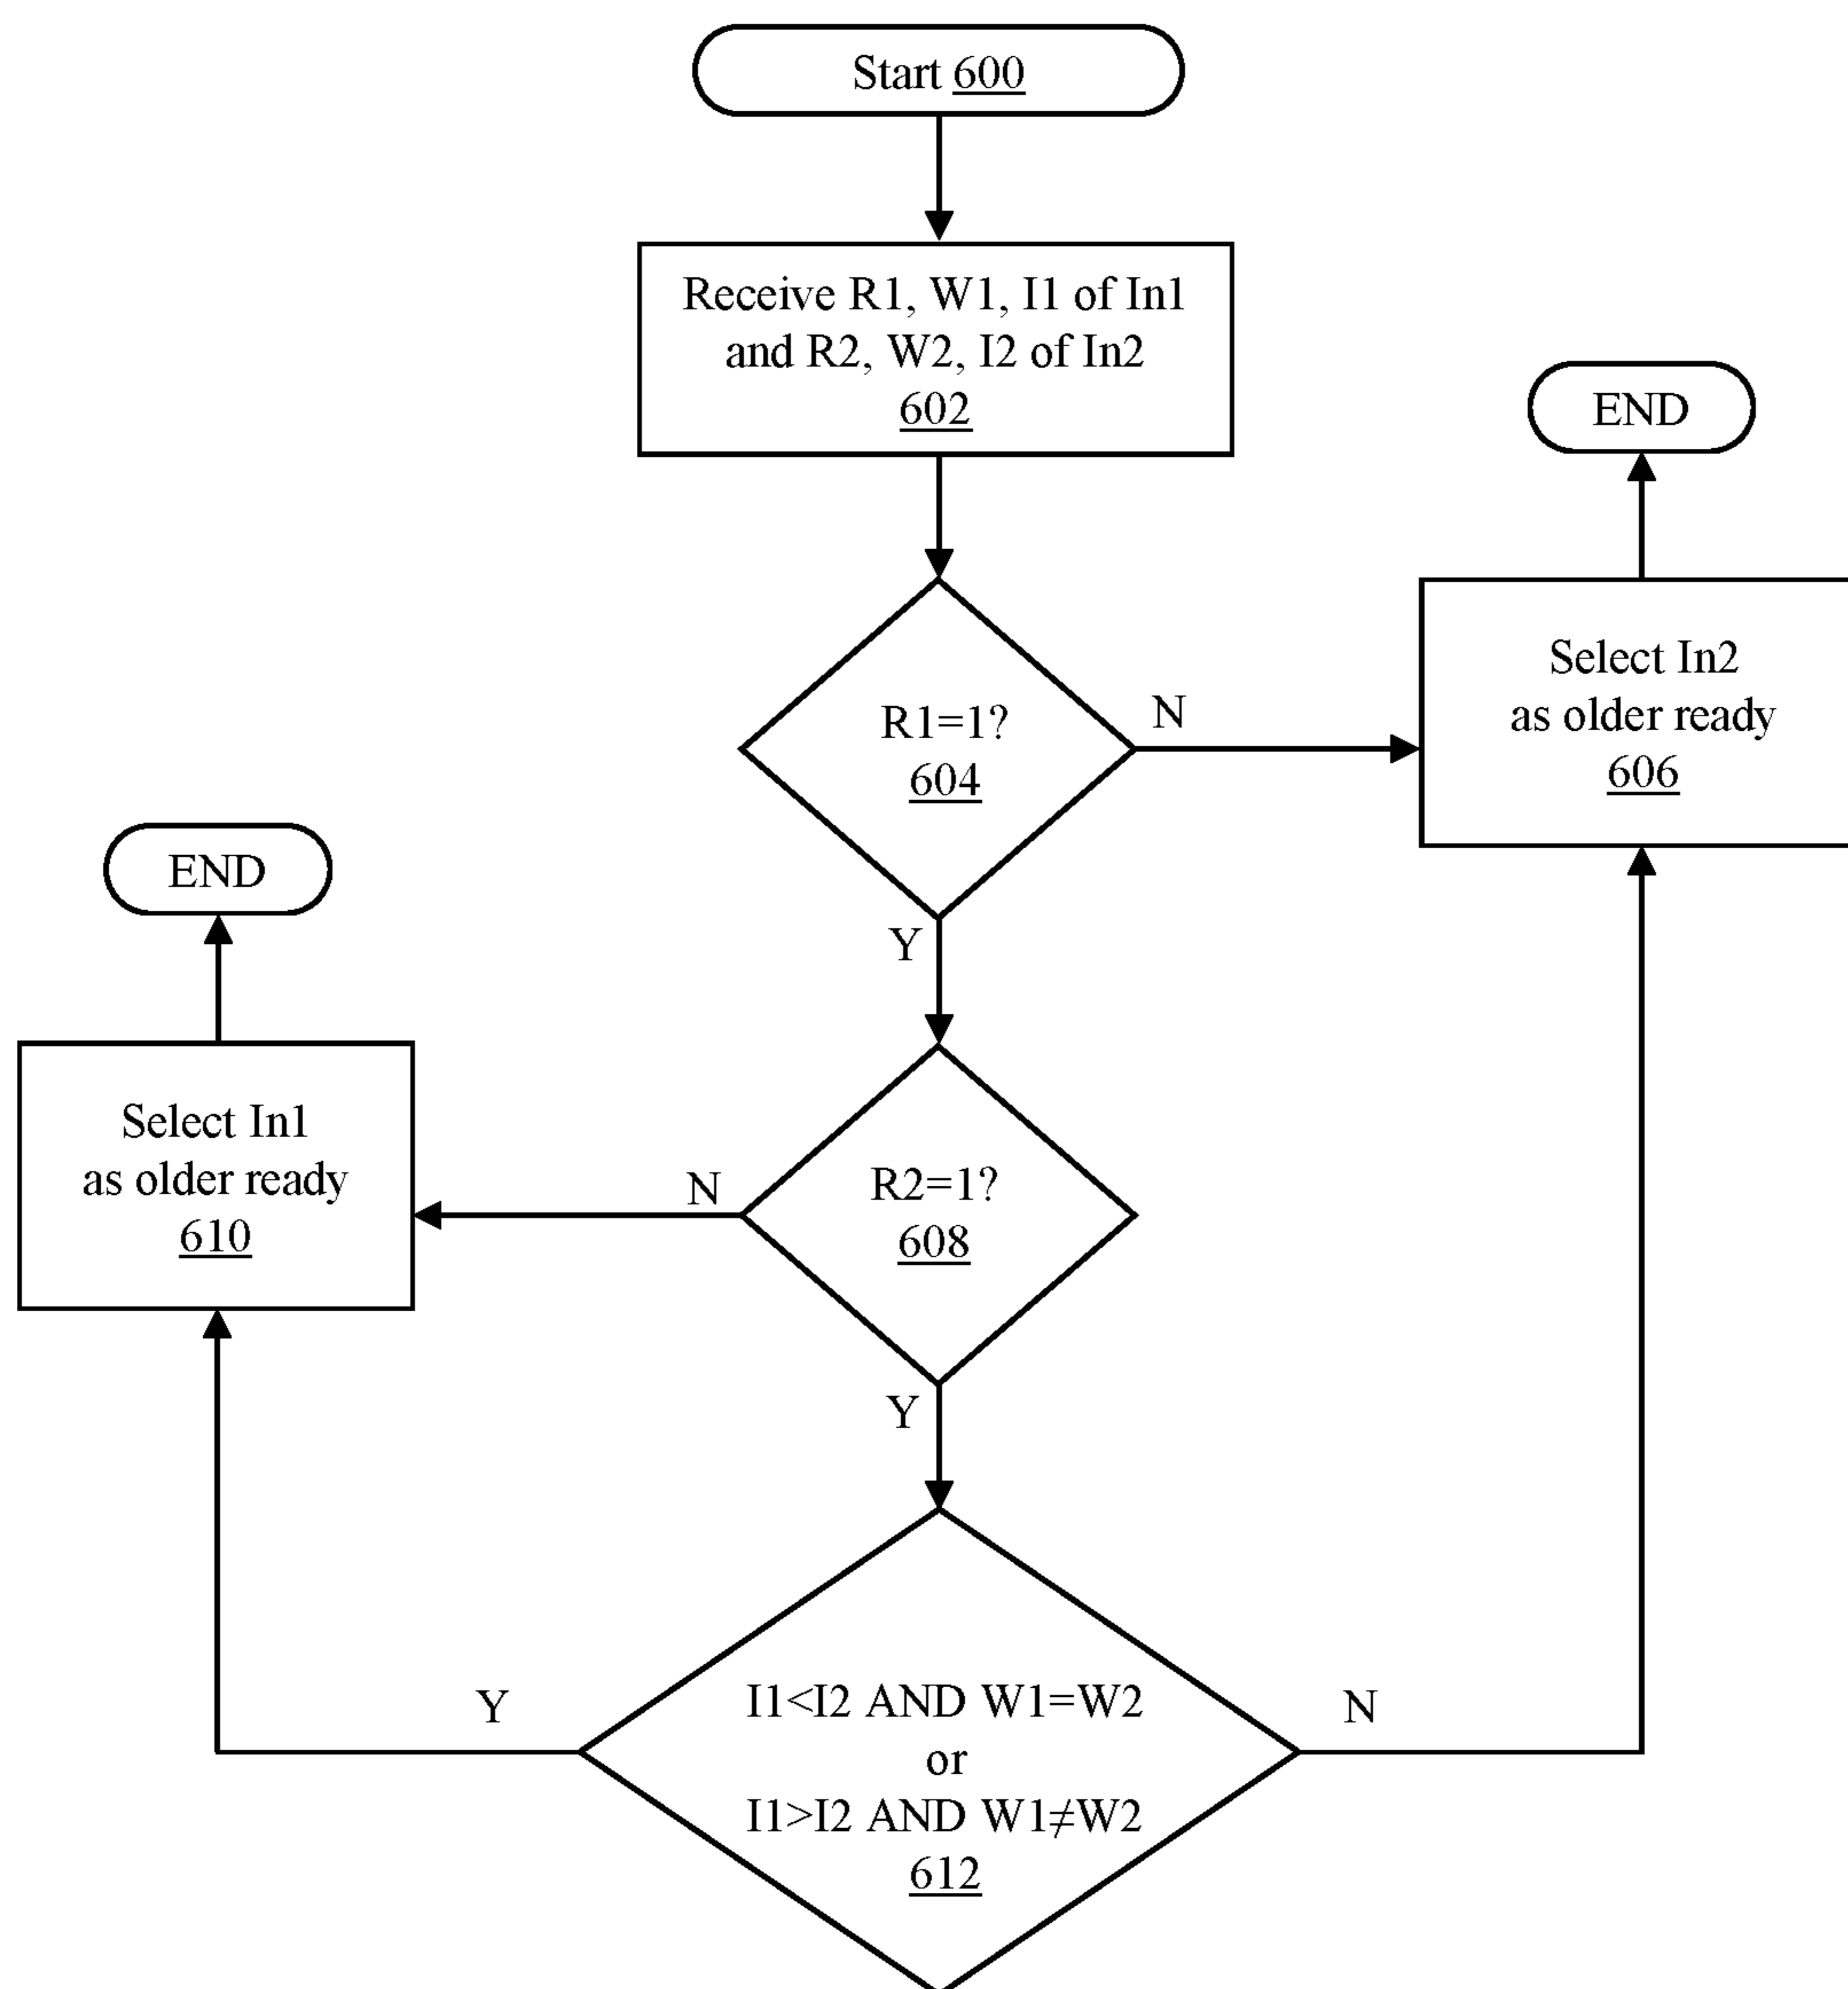 Start 600
Receive R1, W1, I1 of In1
and R2, W2, I2 of In2
602
END
R1=1?
604
N
Select In2
as older ready
606
END
Y
Select In1
as older ready
610
N
R2=1?
608
Y
Y
I1<I2 AND W1=W2
or
I1>I2 AND W1≠W2
612
N